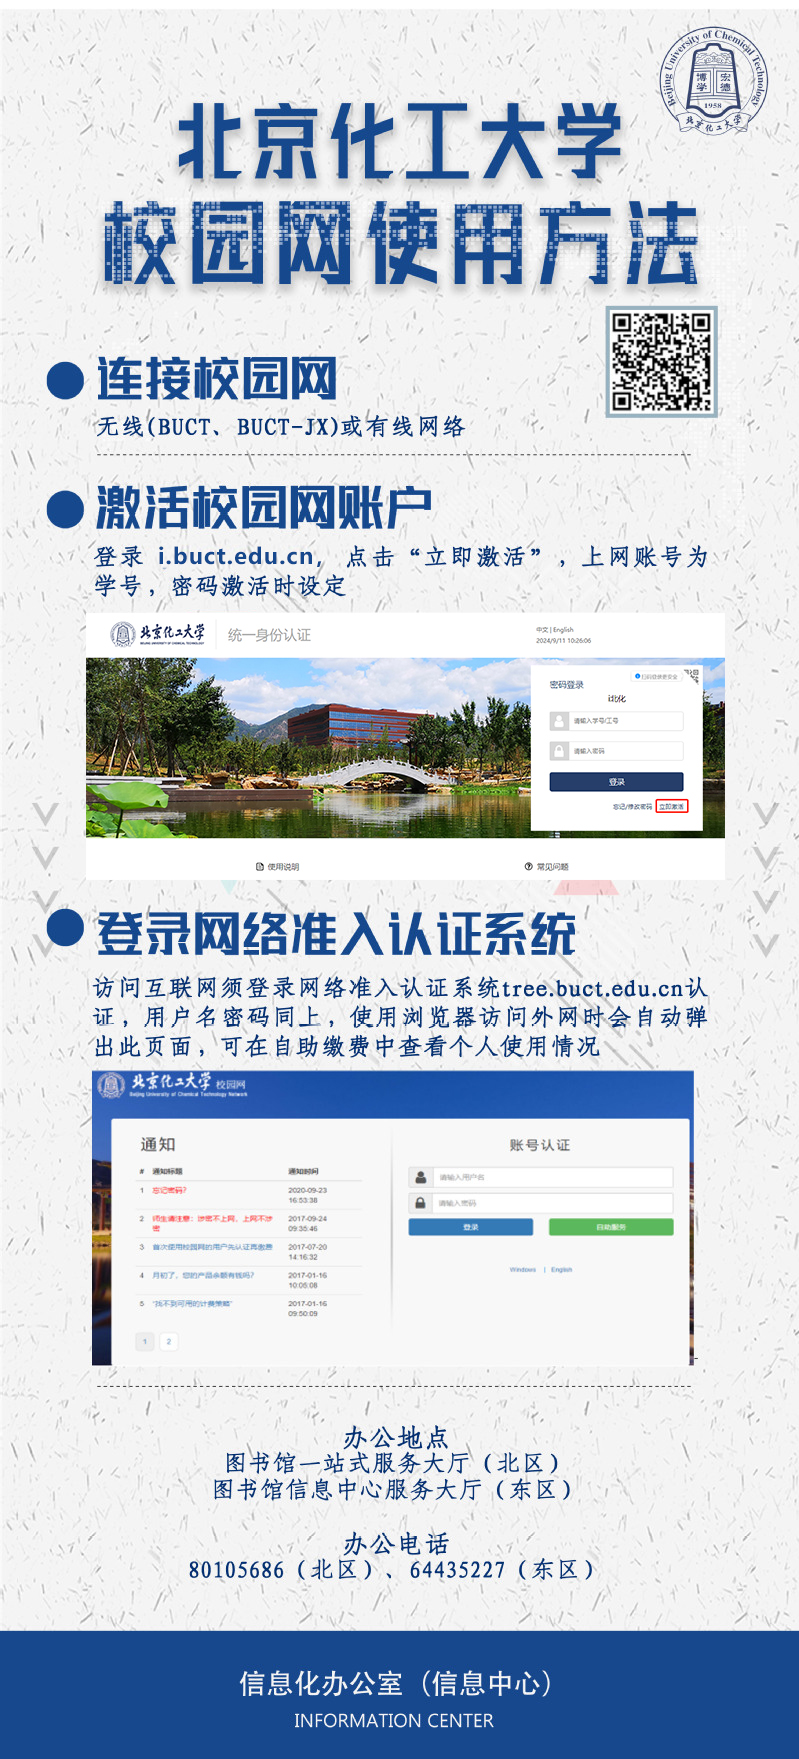 Beijing University of Chemical Technology
博学 宏德
1958
北京化工大学
北京化工大学
校园网使用方法
连接校园网
无线(BUCT、BUCT-JX)或有线网络
激活校园网账户
登录 i.buct.edu.cn, 点击“立即激活”，上网账号为
学号，密码激活时设定
北京化工大学
BEIJING UNIVERSITY OF CHEMICAL TECHNOLOGY
统一身份认证
中文 | English
2024/9/11 10:26:06
扫码登录更安全
密码登录
i北化
请输入学号/工号
请输入密码
登录
忘记/修改密码 立即激活
使用说明
常见问题
登录网络准入认证系统
访问互联网须登录网络准入认证系统tree.buct.edu.cn认
证，用户名密码同上，使用浏览器访问外网时会自动弹
出此页面，可在自助缴费中查看个人使用情况
北京化工大学 校园网
Beijing University of Chemical Technology Network
通知
# 通知标题 通知时间
1 忘记密码? 2020-09-23
16:53:38
2 师生请注意：涉密不上网、上网不涉 2017-09-24
密 09:35:46
3 首次使用校园网的用户先认证再缴费 2017-07-20
14:16:32
4 月初了，您的产品余额有钱吗? 2017-01-16
10:05:08
5 “找不到可用的计费策略” 2017-01-16
09:50:09
1 2
账号认证
请输入用户名
请输入密码
登录 自助服务
Windows | English
办公地点
图书馆一站式服务大厅（北区）
图书馆信息中心服务大厅（东区）
办公电话
80105686（北区）、64435227（东区）
信息化办公室（信息中心）
INFORMATION CENTER